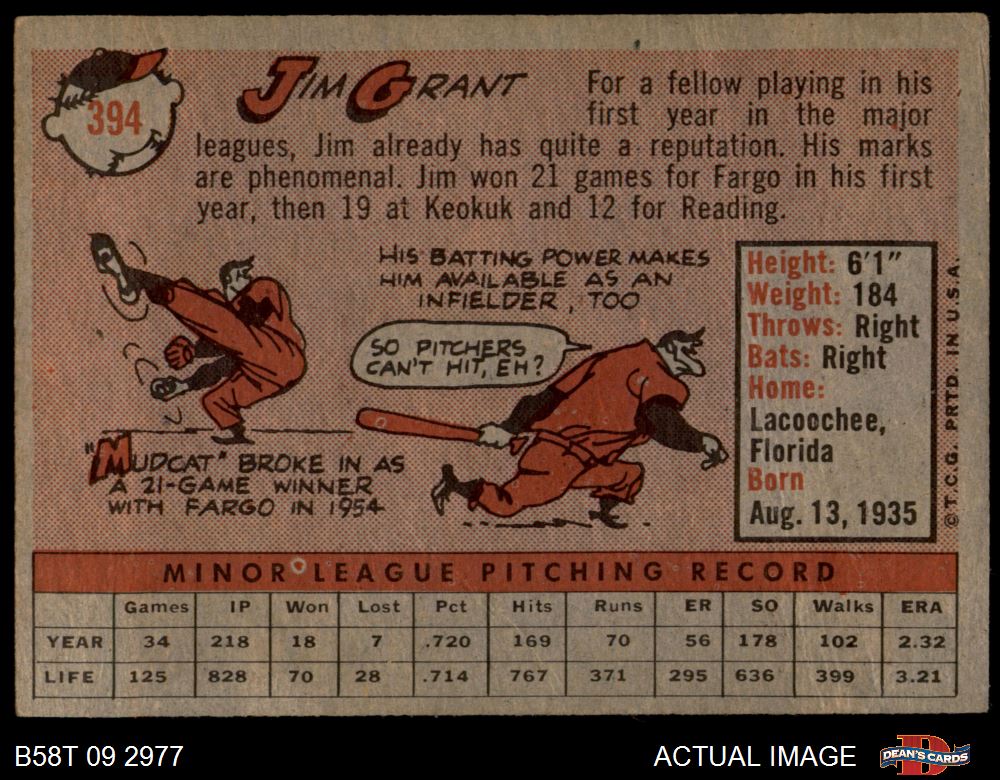 394
JIM GRANT
For a fellow playing in his
first year in the major
leagues, Jim already has quite a reputation. His marks
are phenomenal. Jim won 21 games for Fargo in his first
year, then 19 at Keokuk and 12 for Reading.
HIS BATTING POWER MAKES
HIM AVAILABLE AS AN
INFIELDER, TOO
SO PITCHERS
CAN'T HIT, EH?
"MUDCAT" BROKE IN AS
A 21-GAME WINNER
WITH FARGO IN 1954
Height: 6'1"
Weight: 184
Throws: Right
Bats: Right
Home:
Lacoochee,
Florida
Born
Aug. 13, 1935
© T.C.G. PRTD. IN U.S.A.
MINOR LEAGUE PITCHING RECORD
Games IP Won Lost Pct Hits Runs ER SO Walks ERA
YEAR 34 218 18 7 .720 169 70 56 178 102 2.32
LIFE 125 828 70 28 .714 767 371 295 636 399 3.21
B58T 09 2977
ACTUAL IMAGE
DEAN'S CARDS